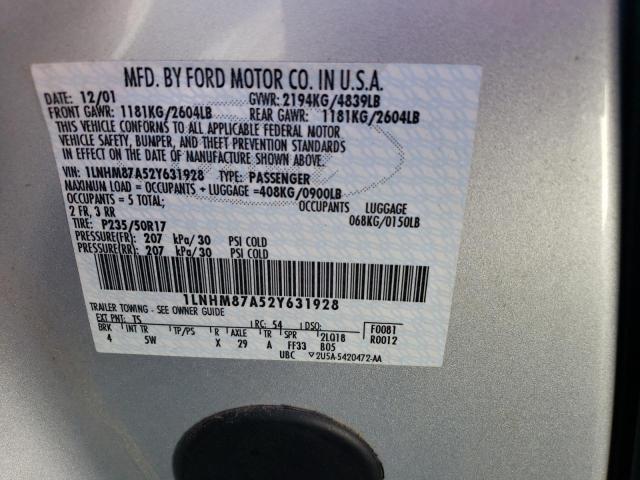 MFD. BY FORD MOTOR CO. IN U.S.A.
12/01 GVWR: 2194KG/4839LB
FRONT GAWR: 1181KG/2604LB REAR GAWR: 1181KG/2604LB
THIS VEHICLE CONFORMS TO ALL APPLICABLE FEDERAL MOTOR
VEHICLE SAFETY, BUMPER, AND THEFT PREVENTION STANDARDS
IN EFFECT ON THE DATE OF MANUFACTURE SHOWN ABOVE.
VIN: 1LNHM87A52Y631928 TYPE: PASSENGER
MAXIMUM LOAD = OCCUPANTS + LUGGAGE = 408KG/0900LB
OCCUPANTS = 5 TOTAL; OCCUPANTS LUGGAGE
2 FR, 3 RR 068KG/0150LB
TIRE: P235/50R17
PRESSURE(FR) 207 kPa/ 30 PSI COLD
PRESSURE(RR) 207 kPa/ 30 PSI COLD
1LNHM87A52Y631928
TRAILER TOWING - SEE OWNER GUIDE
EXT PNT: TS RC: 54 DSO: F0081
BRK INT TR TP/PS R AXLE TR SPR 2LQ18 R0012
4 5W X 29 A FF33 B05
UBC ▽2U5A-5420472-AA